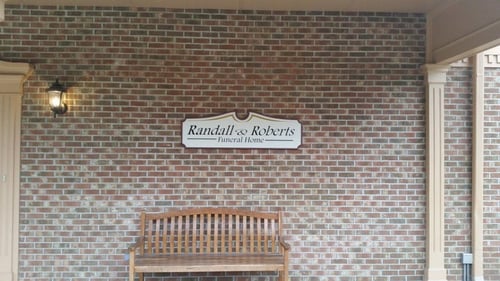 Randall & Roberts
Funeral Home